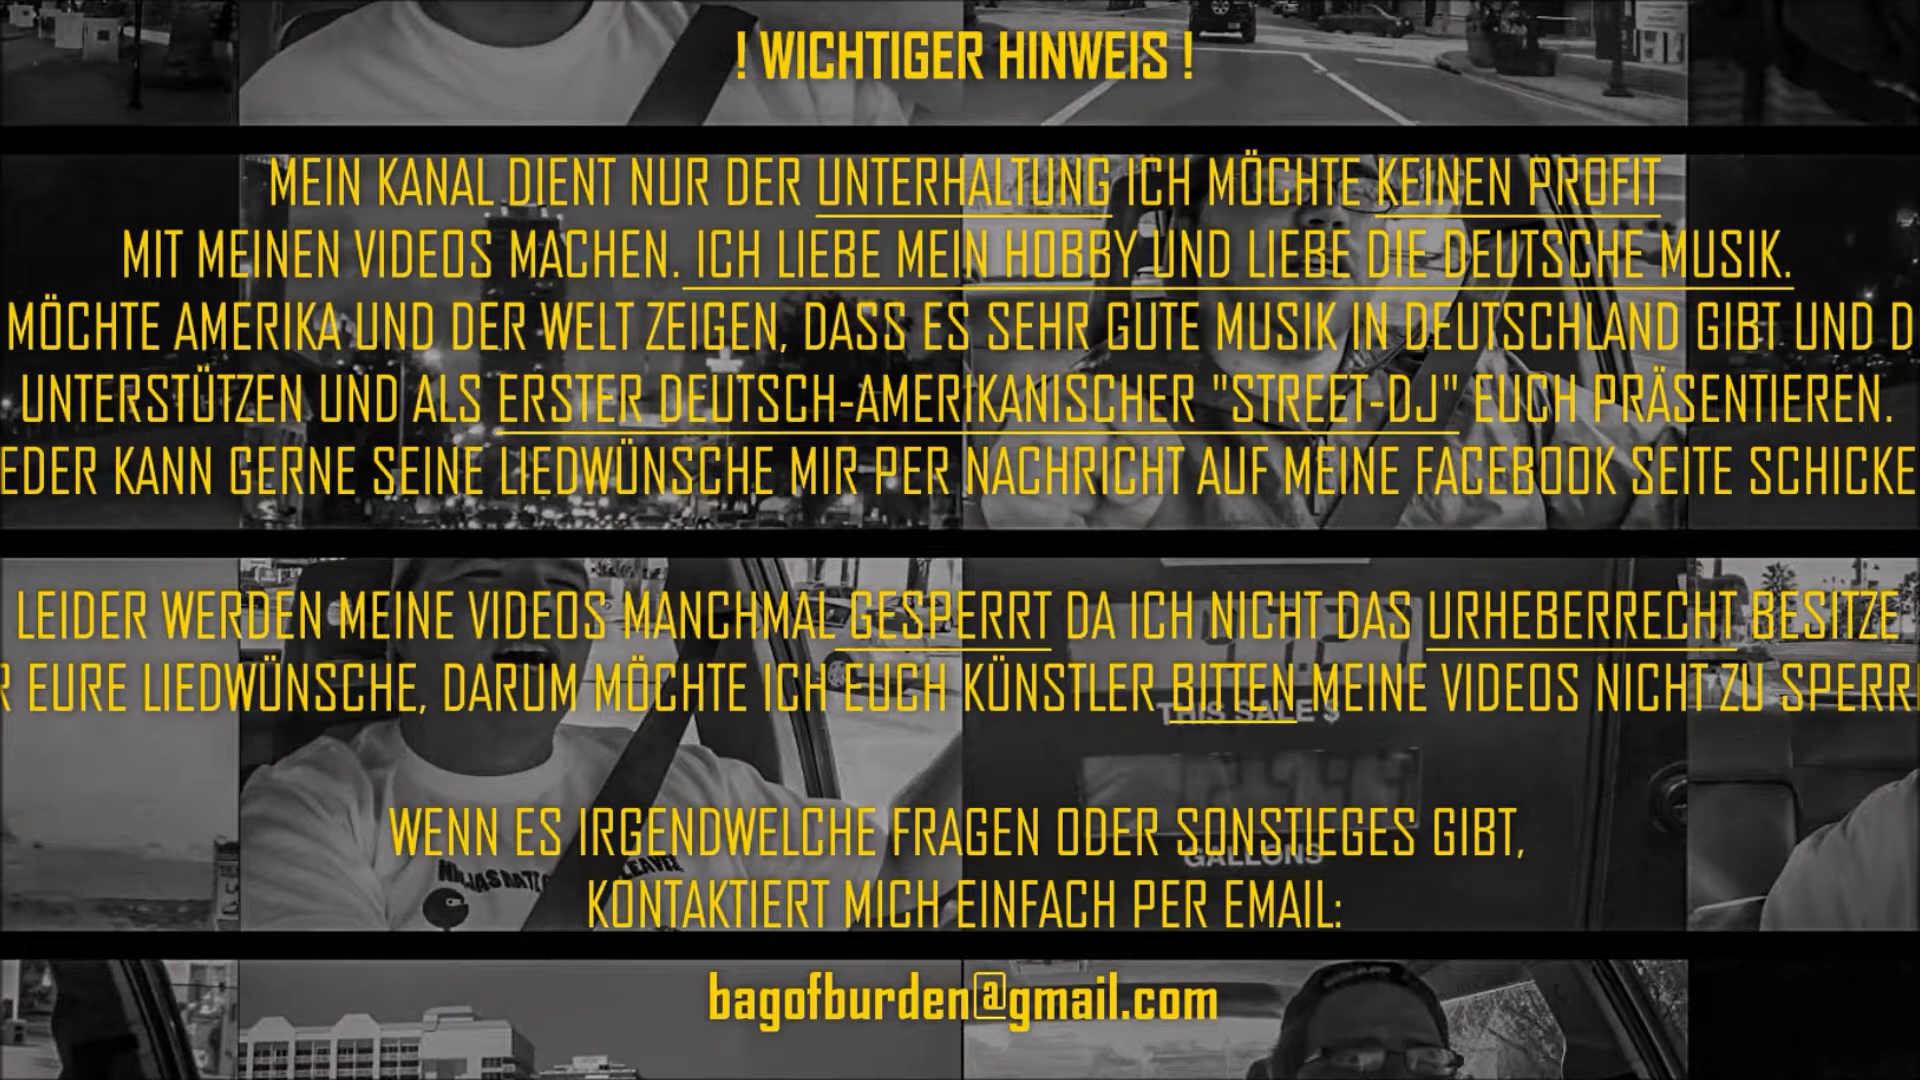 ! WICHTIGER HINWEIS !
MEIN KANAL DIENT NUR DER UNTERHALTUNG ICH MÖCHTE KEINEN PROFIT
MIT MEINEN VIDEOS MACHEN. ICH LIEBE MEIN HOBBY UND LIEBE DIE DEUTSCHE MUSIK.
MÖCHTE AMERIKA UND DER WELT ZEIGEN, DASS ES SEHR GUTE MUSIK IN DEUTSCHLAND GIBT UND D
UNTERSTÜTZEN UND ALS ERSTER DEUTSCH-AMERIKANISCHER "STREET-DJ" EUCH PRÄSENTIEREN.
EDER KANN GERNE SEINE LIEDWÜNSCHE MIR PER NACHRICHT AUF MEINE FACEBOOK SEITE SCHICKE
LEIDER WERDEN MEINE VIDEOS MANCHMAL GESPERRT DA ICH NICHT DAS URHEBERRECHT BESITZE
R EURE LIEDWÜNSCHE, DARUM MÖCHTE ICH EUCH KÜNSTLER BITTEN MEINE VIDEOS NICHT ZU SPERR
THIS SALE $
WENN ES IRGENDWELCHE FRAGEN ODER SONSTIEGES GIBT,
GALLONS
KONTAKTIERT MICH EINFACH PER EMAIL:
bagofburden@gmail.com